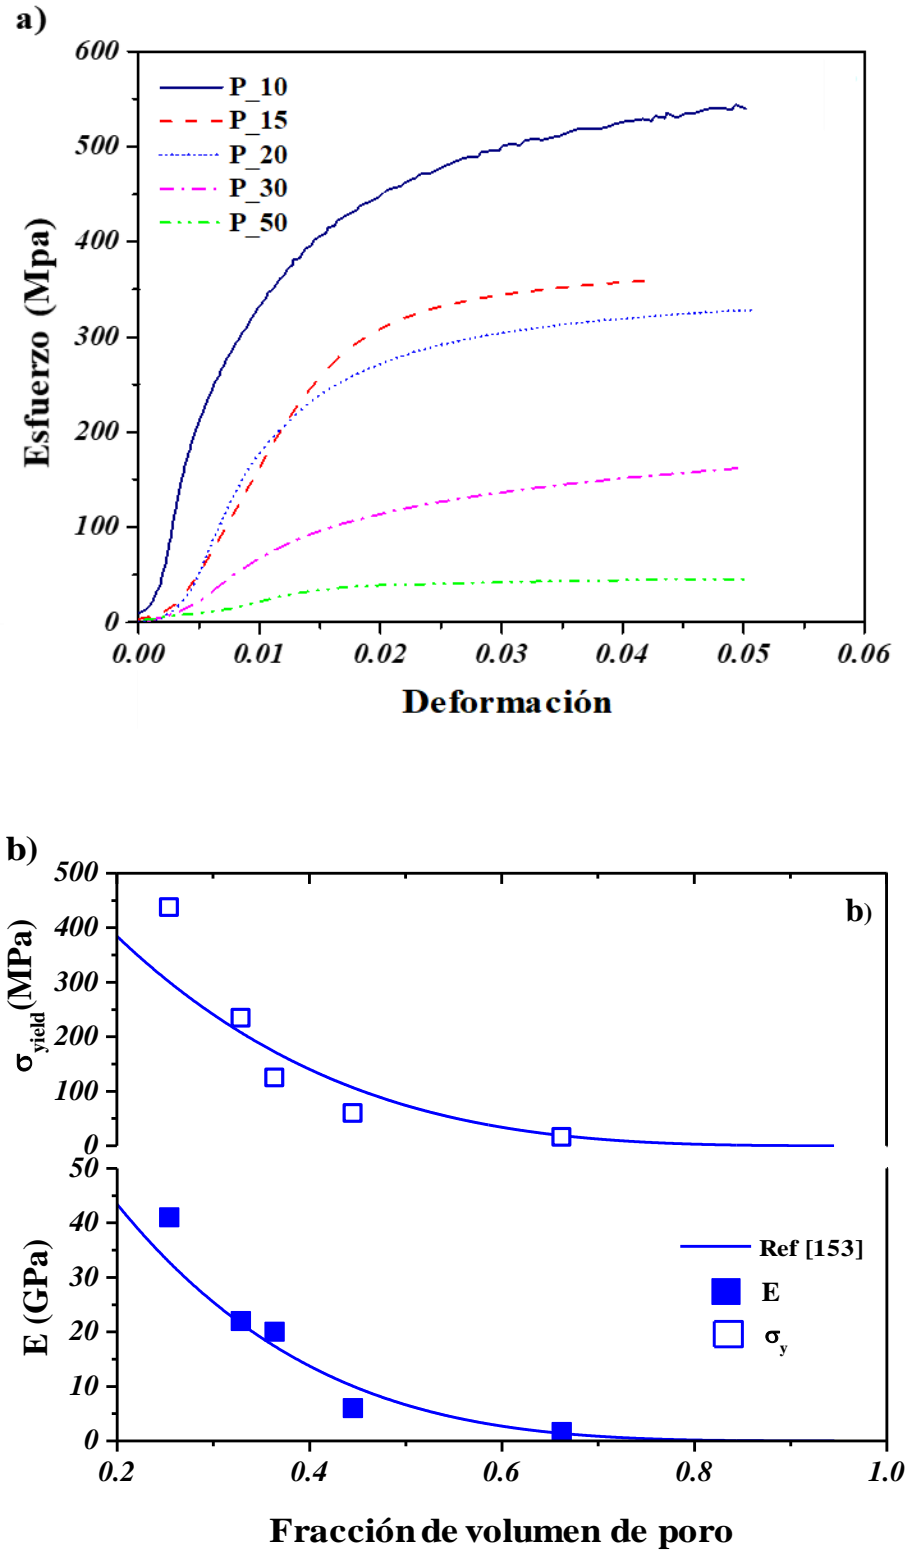 a)
600
500
400
300
200
100
0
Esfuerzo (Mpa)
P_10
P_15
P_20
P_30
P_50
0.00 0.01 0.02 0.03 0.04 0.05 0.06
Deformación
b)
500
400
300
200
100
0
σyield(MPa)
b)
50
40
30
20
10
0
E (GPa)
Ref [153]
E
σy
0.2 0.4 0.6 0.8 1.0
Fracción de volumen de poro